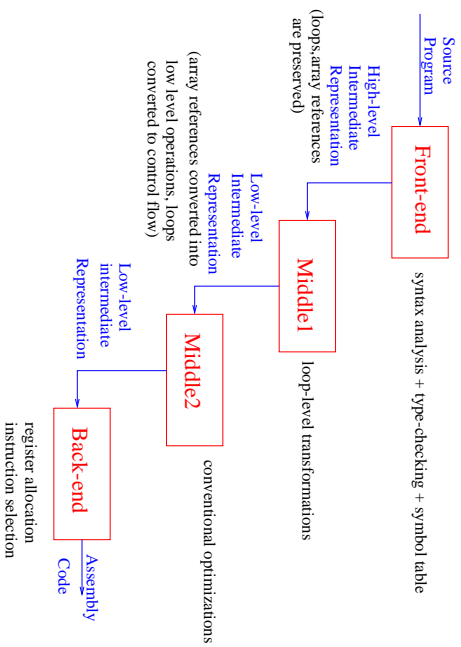 Source
Program
Front-end
syntax analysis + type-checking + symbol table
High-level
Intermediate
Representation
(loops,array references
are preserved)
Middle1
loop-level transformations
Low-level
Intermediate
Representation
(array references converted into
low level operations, loops
converted to control flow)
Middle2
conventional optimizations
Low-level
intermediate
Representation
Back-end
register allocation
instruction selection
Assembly
Code